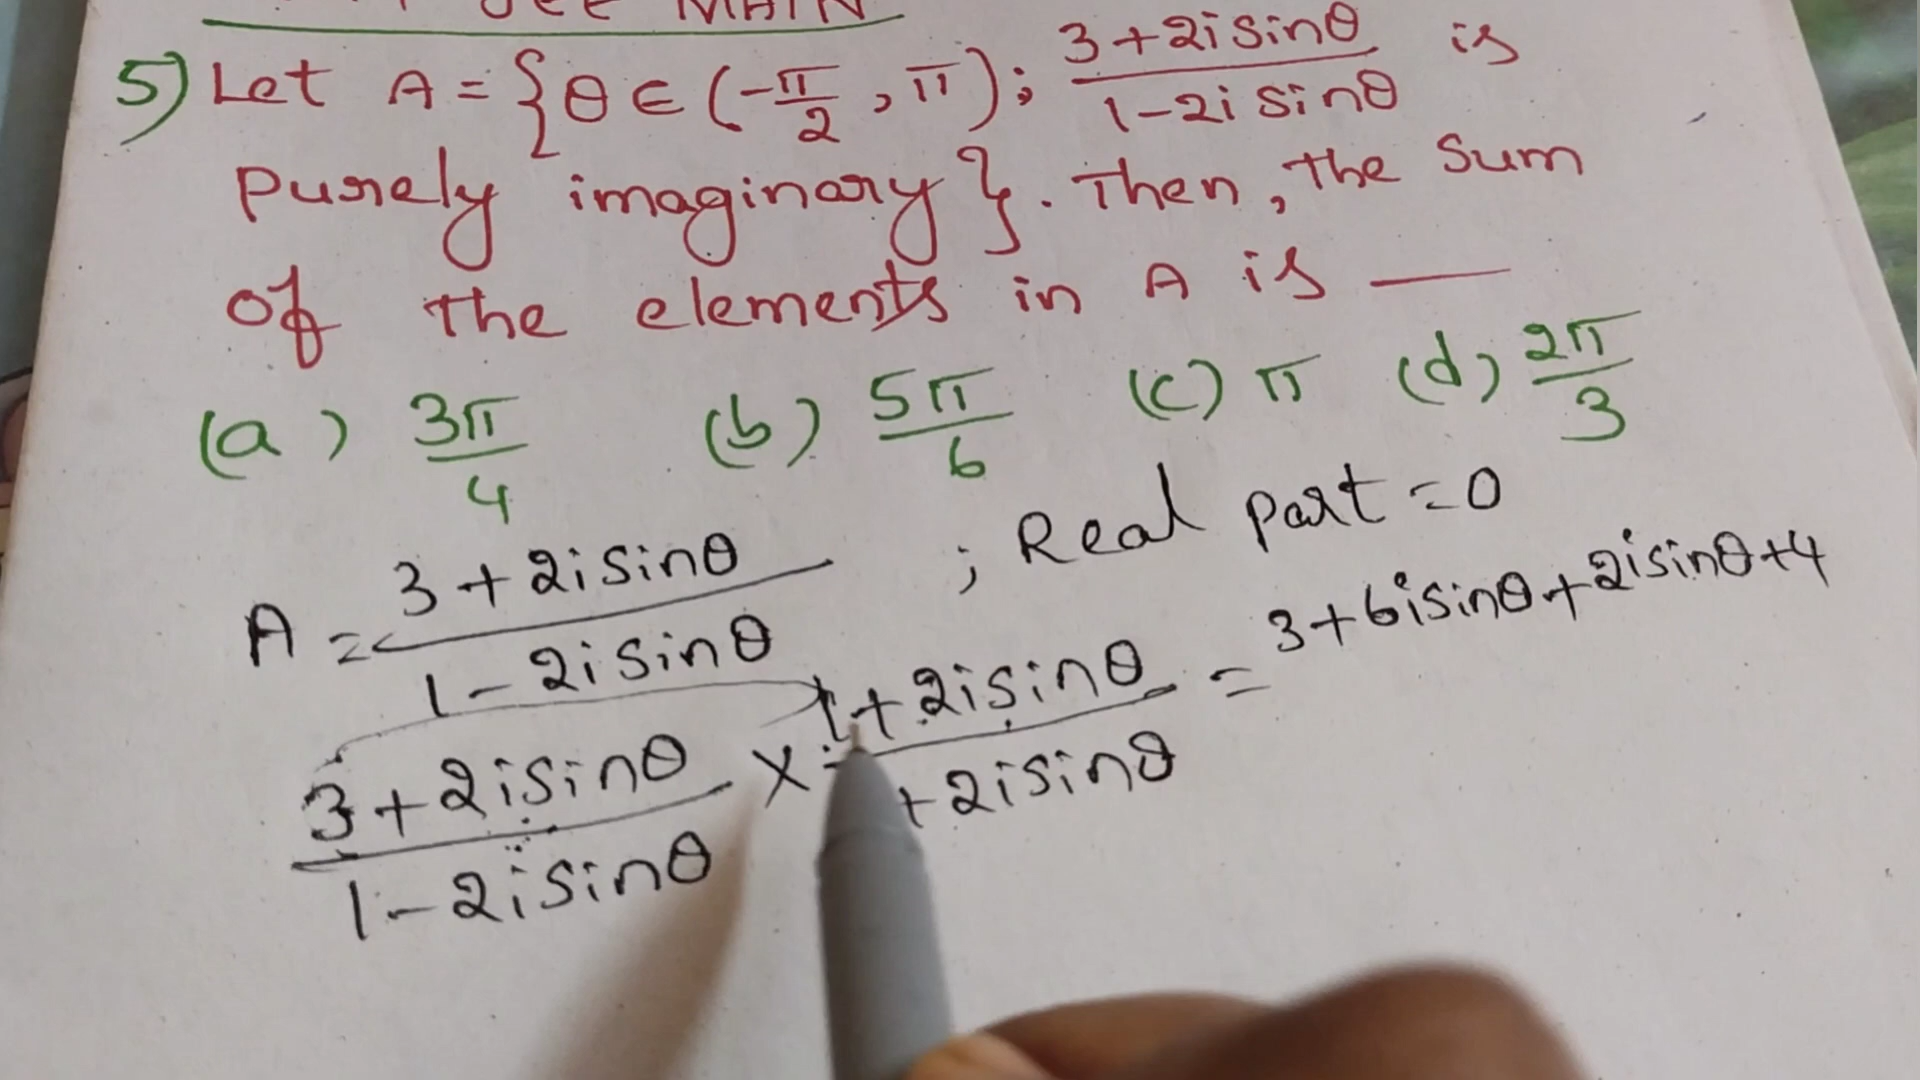 JEE MAIN
5) Let A = {θ ∈ (-π/2, π); (3+2i sinθ)/(1-2i sinθ) is
Purely imaginary}. Then, the sum
of the elements in A is ___
(a) 3π/4 (b) 5π/6 (c) π (d) 2π/3
A = (3+2i sinθ)/(1-2i sinθ) ; Real part = 0
(3+2i sinθ)/(1-2i sinθ) × (1+2i sinθ)/(+2i sinθ) = 3+6i sinθ+2i sinθ+4